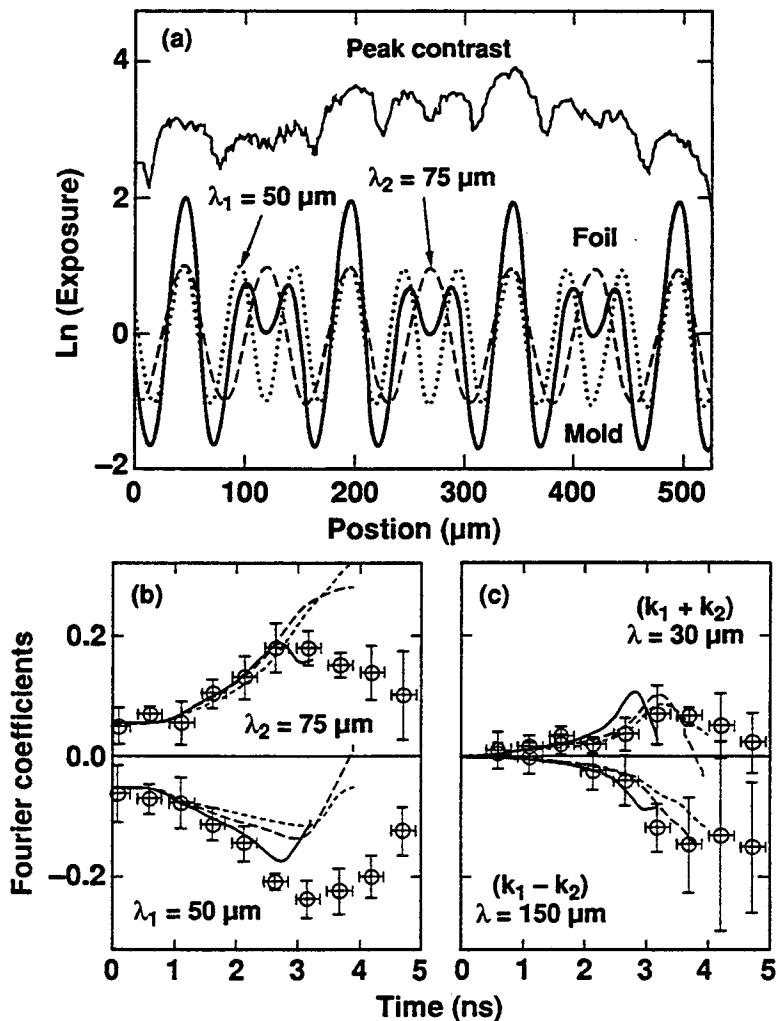 (a)
Peak contrast
λ1 = 50 μm
λ2 = 75 μm
Foil
Mold
Ln (Exposure)
4
2
0
−2
0 100 200 300 400 500
Postion (μm)
(b)
λ2 = 75 μm
λ1 = 50 μm
Fourier coefficients
0.2
0.0
−0.2
0 1 2 3 4 5
(c)
(k1 + k2)
λ = 30 μm
(k1 − k2)
λ = 150 μm
0 1 2 3 4 5
Time (ns)